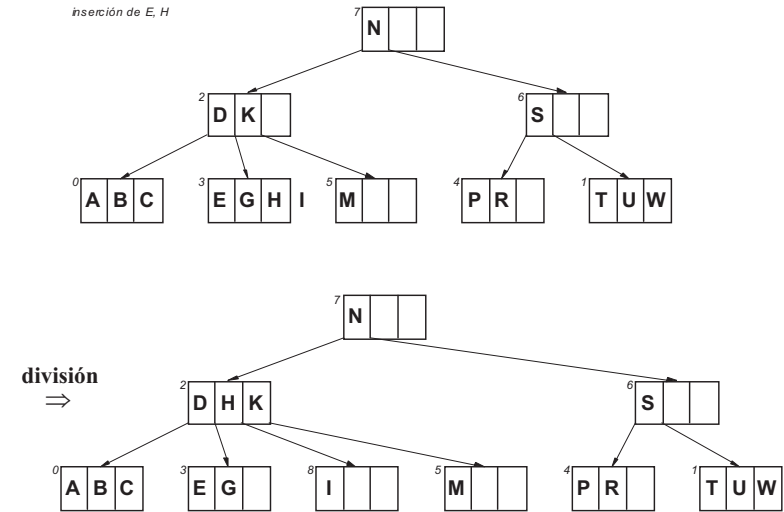 inserción de E, H
7
N
2
D K
6
S
0
A B C
3
E G H I
5
M
4
P R
1
T U W
división
⇒
7
N
2
D H K
6
S
0
A B C
3
E G
8
I
5
M
4
P R
1
T U W